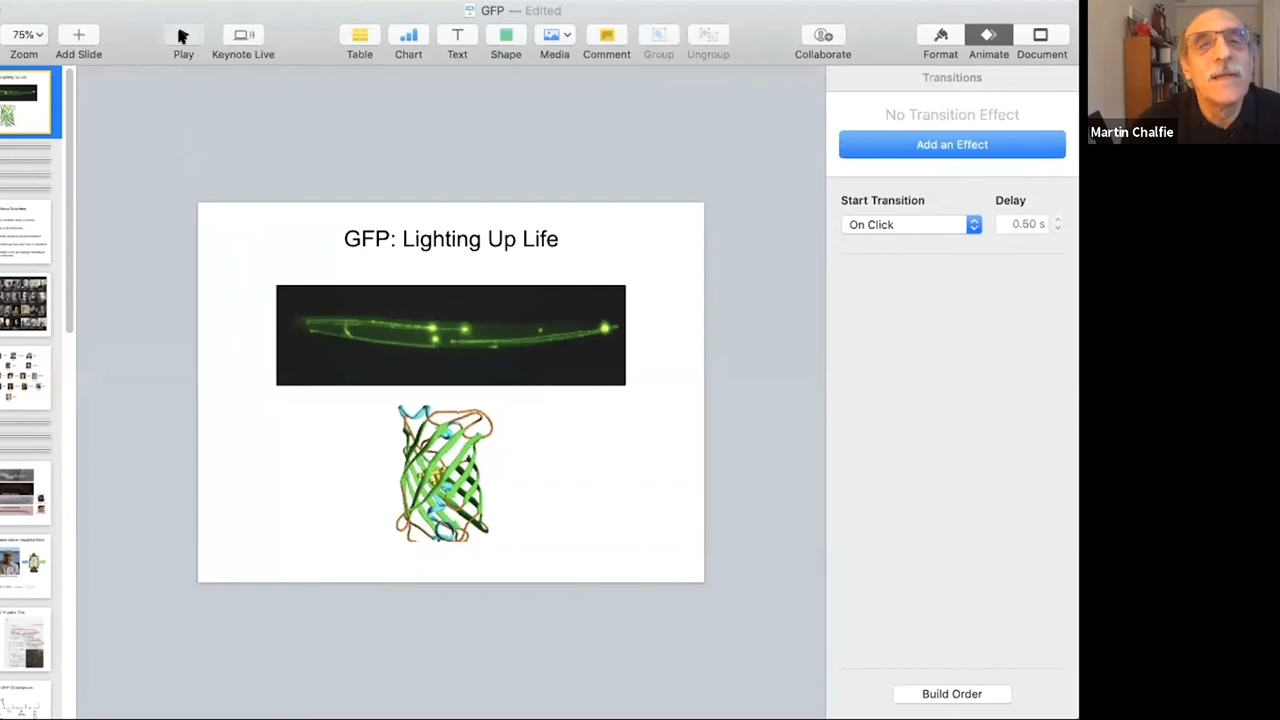 GFP — Edited
75%
Zoom
Add Slide
Play
Keynote Live
Table
Chart
Text
Shape
Media
Comment
Group
Ungroup
Collaborate
Format
Animate
Document
Transitions
No Transition Effect
Add an Effect
Start Transition
Delay
On Click
0.50 s
Build Order
GFP: Lighting Up Life
Martin Chalfie